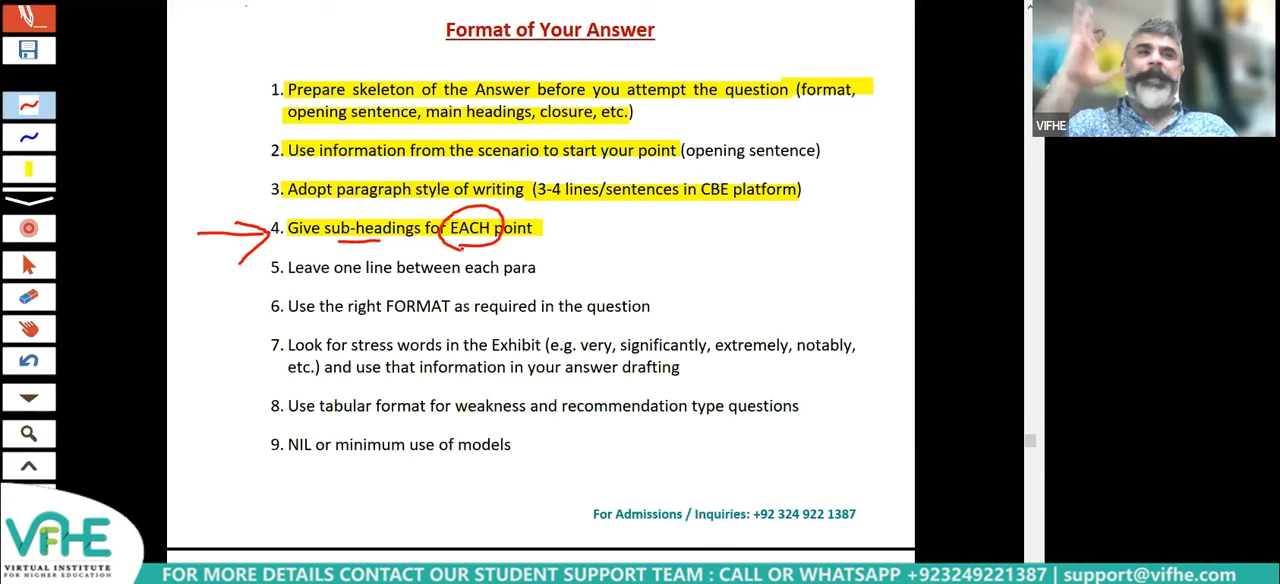 Format of Your Answer
1. Prepare skeleton of the Answer before you attempt the question (format,
opening sentence, main headings, closure, etc.)
2. Use information from the scenario to start your point (opening sentence)
3. Adopt paragraph style of writing (3-4 lines/sentences in CBE platform)
4. Give sub-headings for EACH point
5. Leave one line between each para
6. Use the right FORMAT as required in the question
7. Look for stress words in the Exhibit (e.g. very, significantly, extremely, notably,
etc.) and use that information in your answer drafting
8. Use tabular format for weakness and recommendation type questions
9. NIL or minimum use of models
For Admissions / Inquiries: +92 324 922 1387
VIFHE
VIFHE
VIRTUAL INSTITUTE
FOR HIGHER EDUCATION
FOR MORE DETAILS CONTACT OUR STUDENT SUPPORT TEAM : CALL OR WHATSAPP +923249221387 | support@vifhe.com